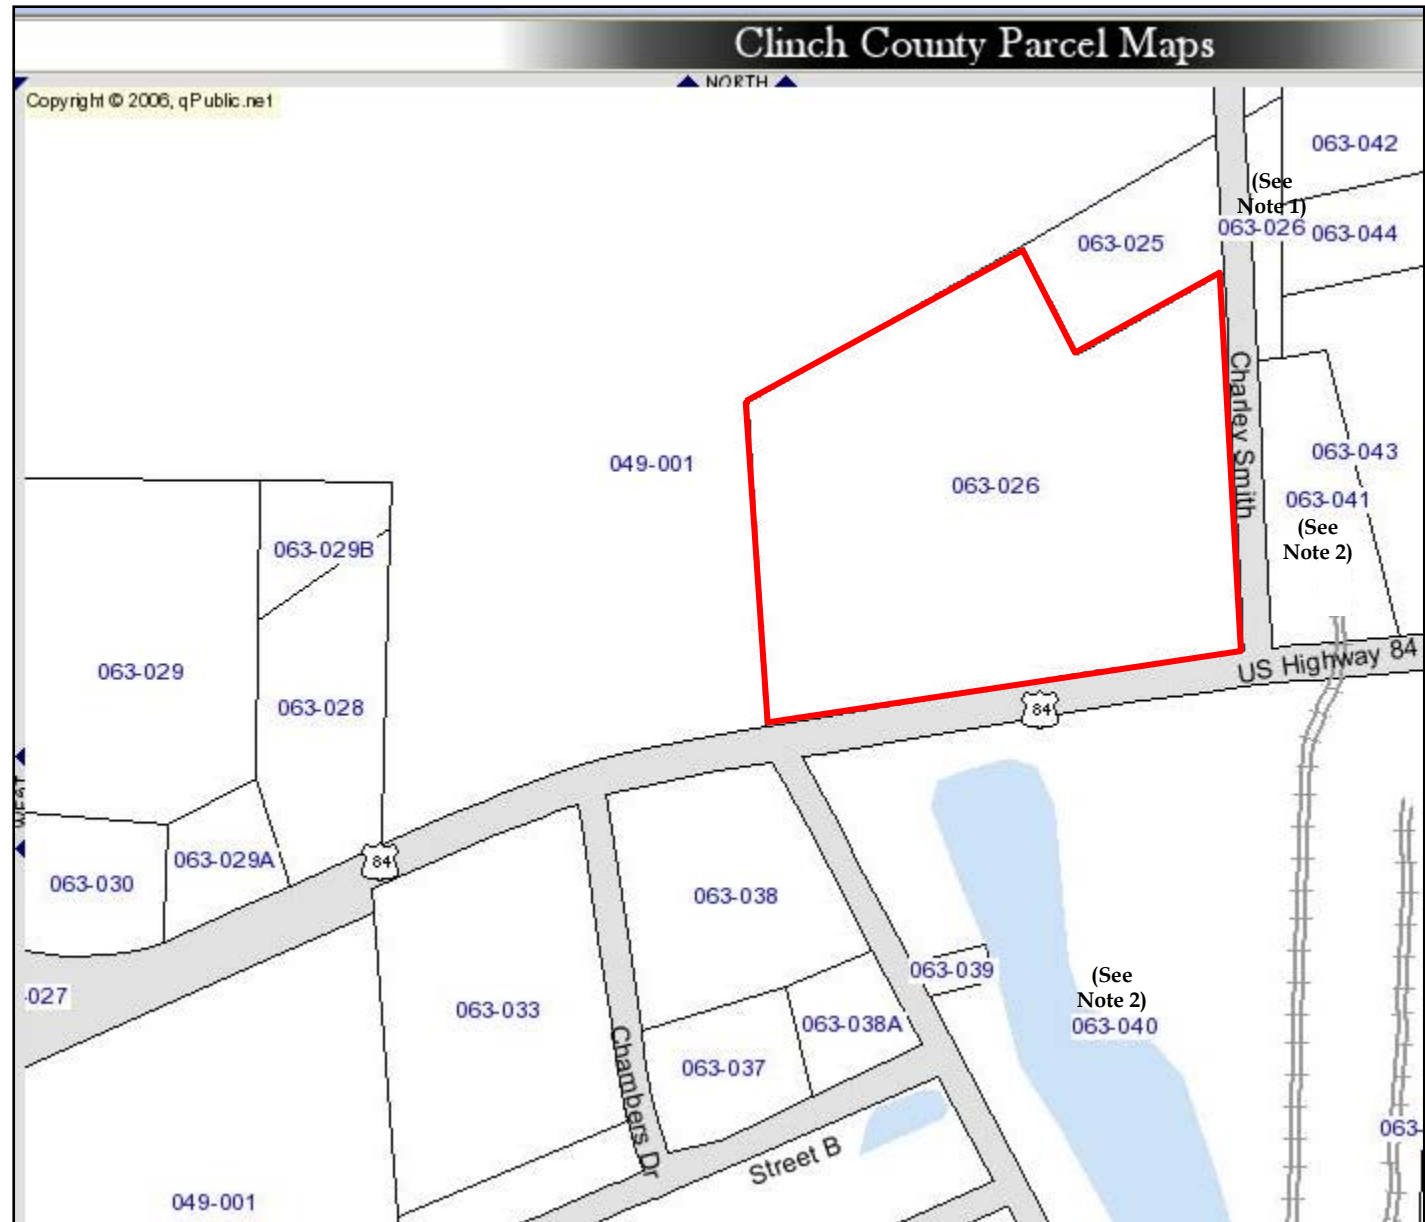 Clinch County Parcel Maps
NORTH
Copyright © 2006, qPublic.net
063-042
(See
Note 1)
063-026
063-044
063-025
Charley Smith
063-043
049-001
063-026
063-041
(See
Note 2)
063-029B
063-029
063-028
US Highway 84
84
WEST
063-029A
84
063-030
063-038
063-039
(See
Note 2)
063-040
-027
063-033
063-038A
Chambers Dr
063-037
063-
Street B
049-001